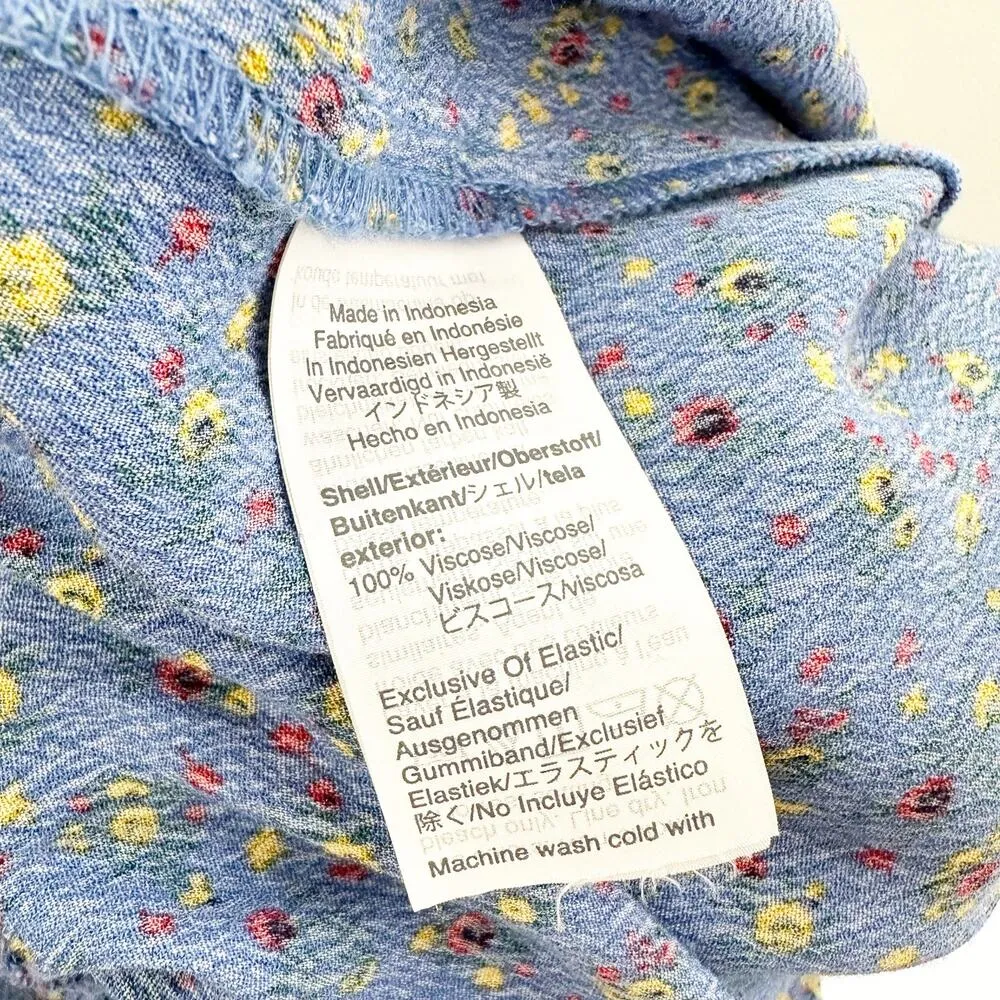 Made in Indonesia
Fabriqué en Indonésie
In Indonesien Hergestellt
Vervaardigd in Indonesië
インドネシア製
Hecho en Indonesia
Shell/Extérieur/Oberstoff/
Buitenkant/シェル/tela
exterior:
100% Viscose/Viscose/
Viskose/Viscose/
ビスコース/viscosa
Exclusive Of Elastic/
Sauf Élastique/
Ausgenommen
Gummiband/Exclusief
Elastiek/エラスティックを
除く/No Incluye Elástico
Machine wash cold with